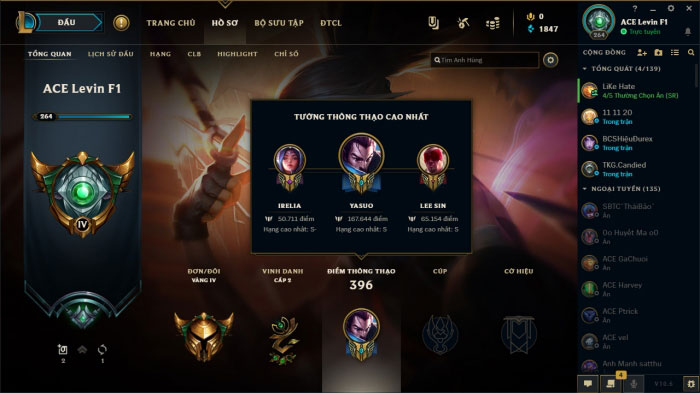 ĐẤU
TRANG CHỦ
HỒ SƠ
BỘ SƯU TẬP
ĐTCL
0
1847
264
ACE Levin F1
Trực tuyến
TỔNG QUAN
LỊCH SỬ ĐẤU
HẠNG
CLB
HIGHLIGHT
CHỈ SỐ
Tìm Anh Hùng
ACE Levin F1
264
IV
2
1
TƯỚNG THÔNG THẠO CAO NHẤT
IRELIA
YASUO
LEE SIN
50.711 điểm
167.644 điểm
65.154 điểm
Hạng cao nhất: S-
Hạng cao nhất: S-
Hạng cao nhất: S-
ĐƠN/ĐÔI
VÀNG IV
VINH DANH
CẤP 2
ĐIỂM THÔNG THẠO
396
CÚP
CỜ HIỆU
CỘNG ĐỒNG
TỔNG QUÁT (4/139)
LiKe Hate
4/5 Thường Chọn Ẩn (SR)
11 11 20
Trong trận
BCSHiệuDurex
Trong trận
TKG.Candied
Trong trận
NGOẠI TUYẾN (135)
SBTC`TháiBảo`
Ẩn
Do Huyết Ma oO
Ẩn
ACE GaChuoi
Ẩn
ACE Harvey
Ẩn
ACE Ptrick
Ẩn
ACE vel
Ẩn
Anh Manh satthu
4
V10.6